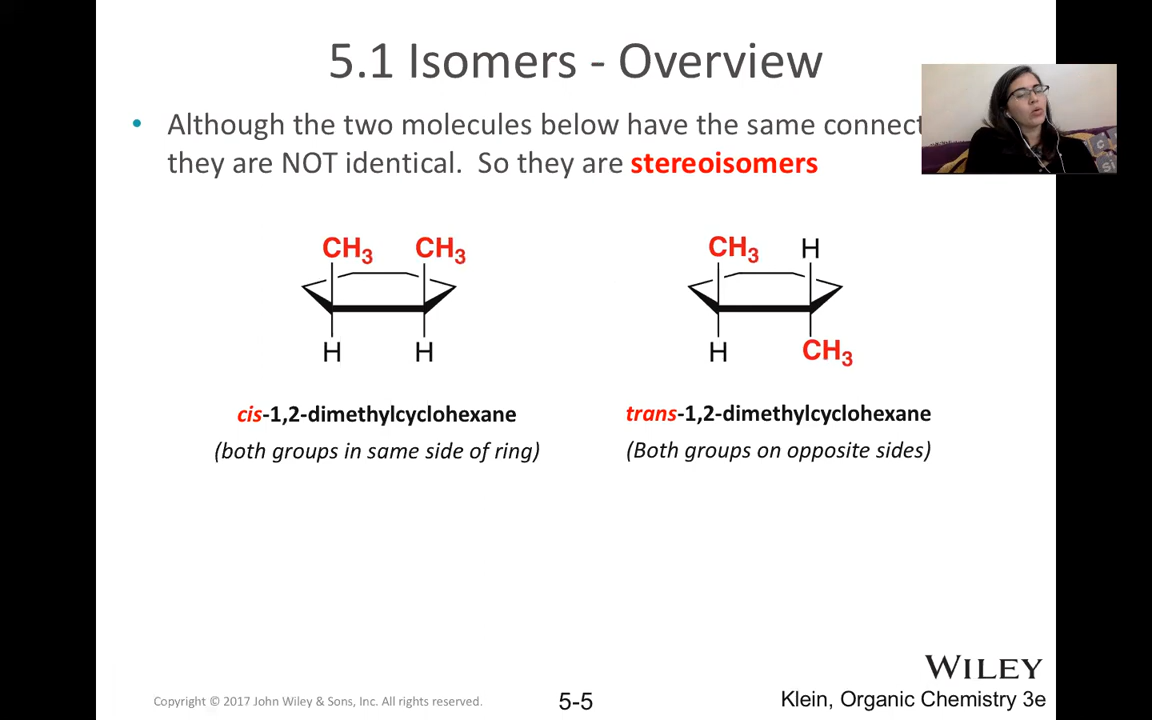 5.1 Isomers - Overview
• Although the two molecules below have the same connect
they are NOT identical. So they are stereoisomers
CH3 CH3 CH3 H
H H H CH3
cis-1,2-dimethylcyclohexane trans-1,2-dimethylcyclohexane
(both groups in same side of ring) (Both groups on opposite sides)
WILEY
Copyright © 2017 John Wiley & Sons, Inc. All rights reserved. 5-5 Klein, Organic Chemistry 3e
C
Si